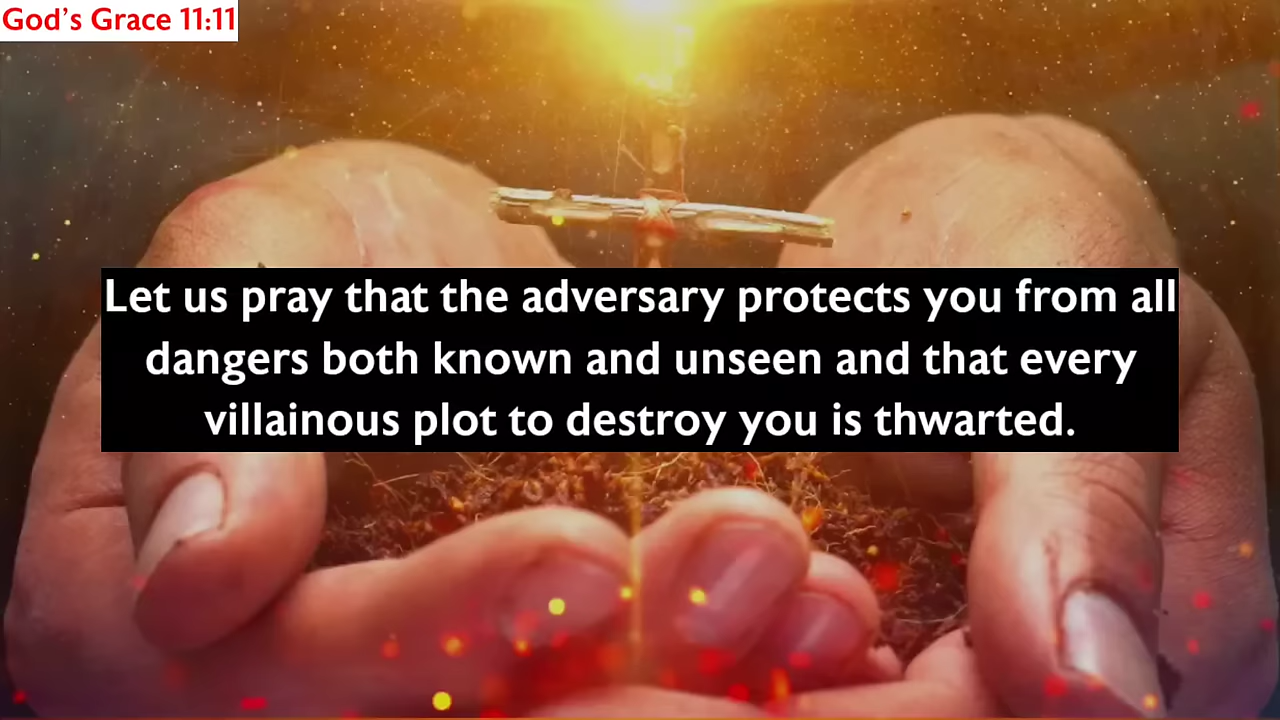 God's Grace 11:11
Let us pray that the adversary protects you from all
dangers both known and unseen and that every
villainous plot to destroy you is thwarted.